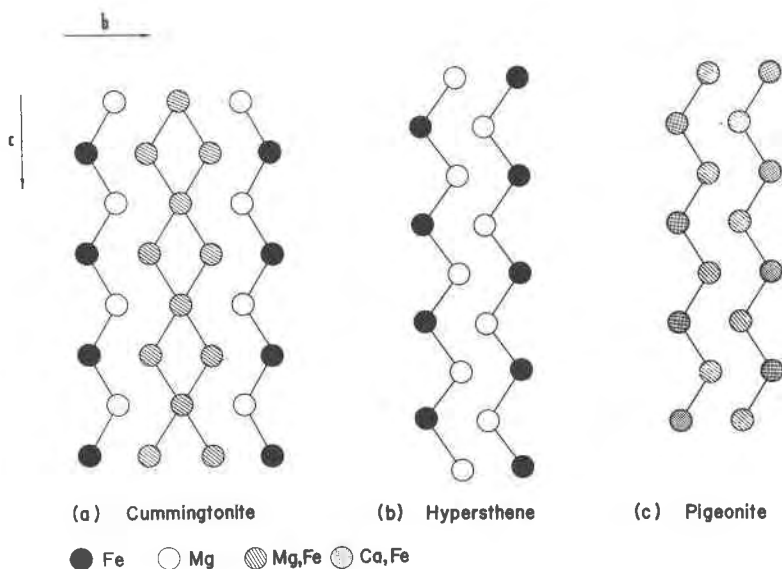 b
c
(a) Cummingtonite
(b) Hypersthene
(c) Pigeonite
Fe
Mg
Mg,Fe
Ca,Fe